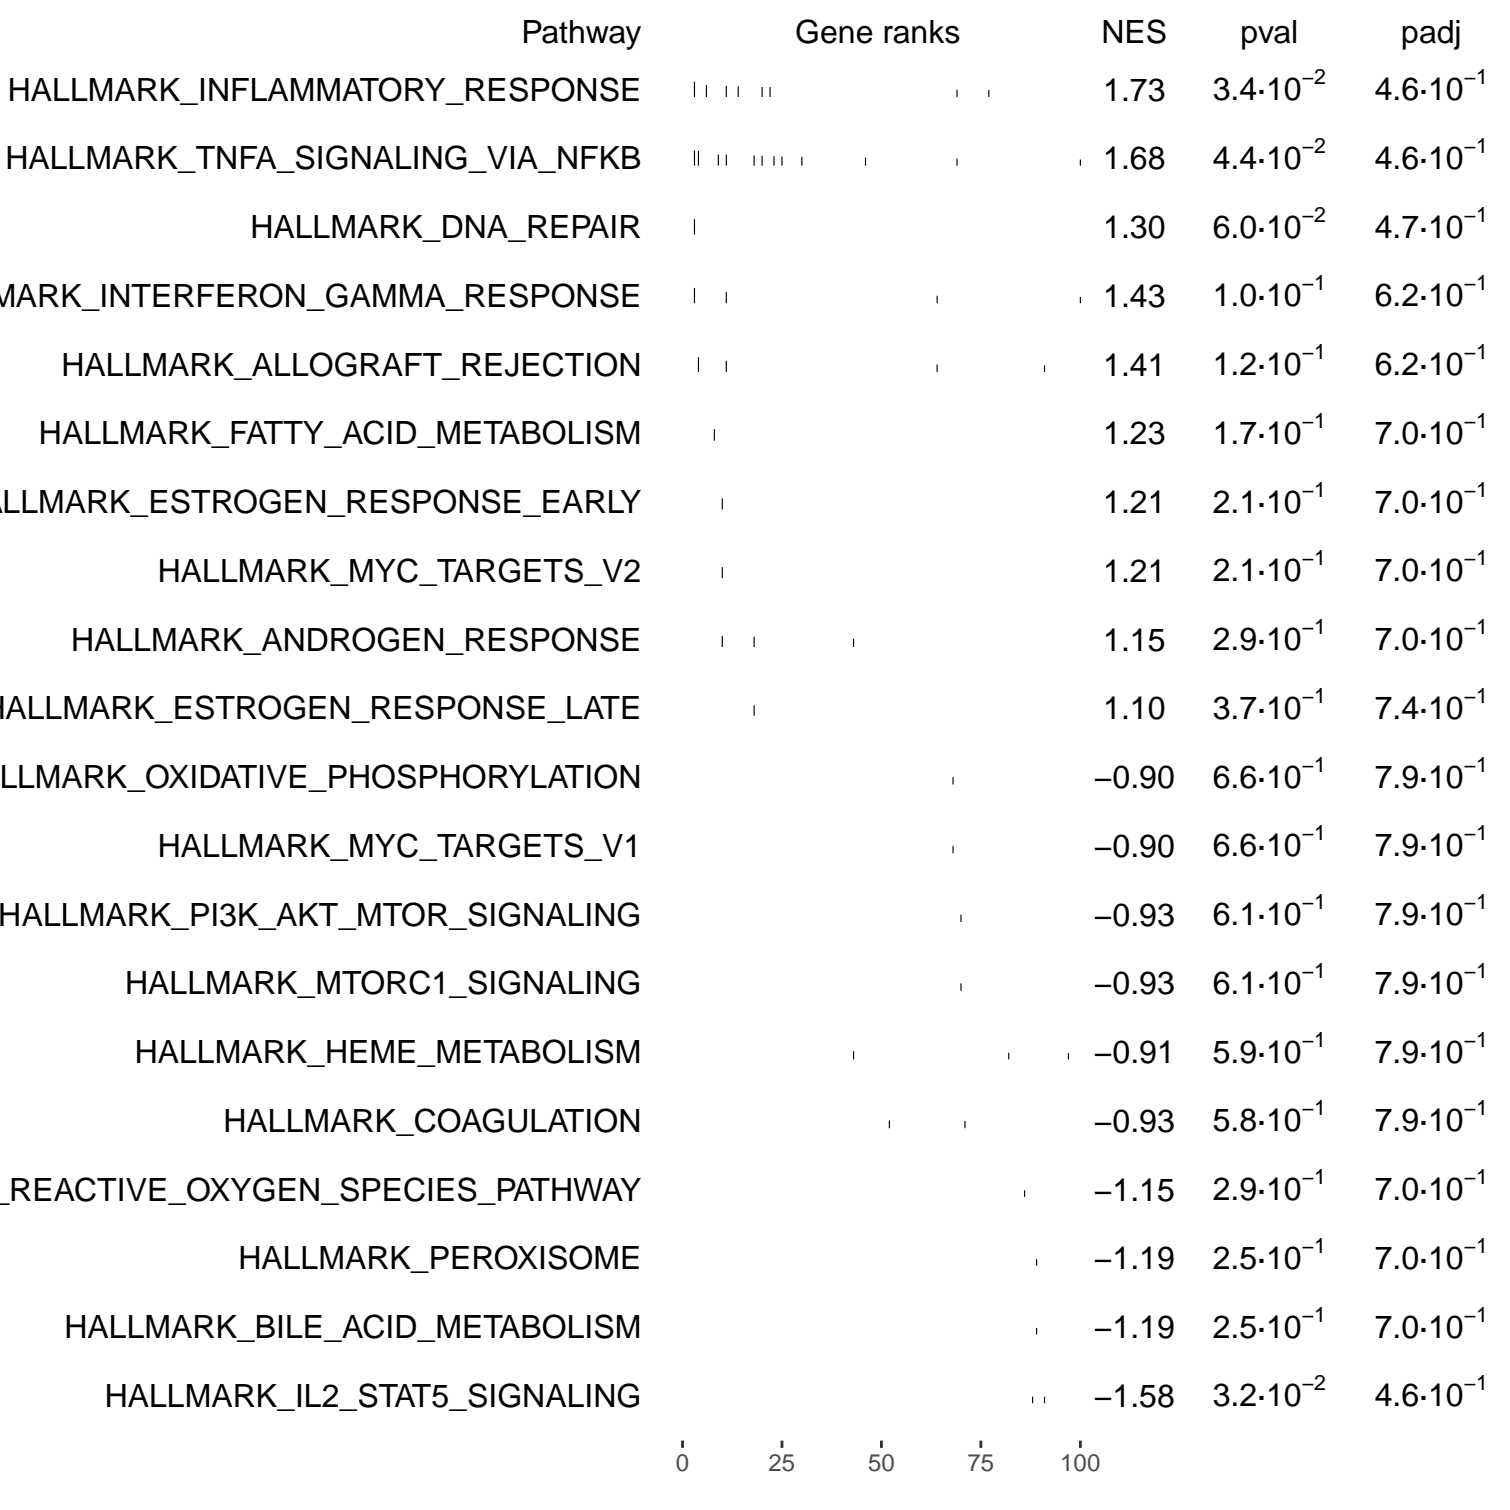 Pathway Gene ranks NES pval padj
HALLMARK_INFLAMMATORY_RESPONSE 1.73 3.4·10⁻² 4.6·10⁻¹
HALLMARK_TNFA_SIGNALING_VIA_NFKB 1.68 4.4·10⁻² 4.6·10⁻¹
HALLMARK_DNA_REPAIR 1.30 6.0·10⁻² 4.7·10⁻¹
MARK_INTERFERON_GAMMA_RESPONSE 1.43 1.0·10⁻¹ 6.2·10⁻¹
HALLMARK_ALLOGRAFT_REJECTION 1.41 1.2·10⁻¹ 6.2·10⁻¹
HALLMARK_FATTY_ACID_METABOLISM 1.23 1.7·10⁻¹ 7.0·10⁻¹
LLMARK_ESTROGEN_RESPONSE_EARLY 1.21 2.1·10⁻¹ 7.0·10⁻¹
HALLMARK_MYC_TARGETS_V2 1.21 2.1·10⁻¹ 7.0·10⁻¹
HALLMARK_ANDROGEN_RESPONSE 1.15 2.9·10⁻¹ 7.0·10⁻¹
HALLMARK_ESTROGEN_RESPONSE_LATE 1.10 3.7·10⁻¹ 7.4·10⁻¹
LLMARK_OXIDATIVE_PHOSPHORYLATION −0.90 6.6·10⁻¹ 7.9·10⁻¹
HALLMARK_MYC_TARGETS_V1 −0.90 6.6·10⁻¹ 7.9·10⁻¹
HALLMARK_PI3K_AKT_MTOR_SIGNALING −0.93 6.1·10⁻¹ 7.9·10⁻¹
HALLMARK_MTORC1_SIGNALING −0.93 6.1·10⁻¹ 7.9·10⁻¹
HALLMARK_HEME_METABOLISM −0.91 5.9·10⁻¹ 7.9·10⁻¹
HALLMARK_COAGULATION −0.93 5.8·10⁻¹ 7.9·10⁻¹
_REACTIVE_OXYGEN_SPECIES_PATHWAY −1.15 2.9·10⁻¹ 7.0·10⁻¹
HALLMARK_PEROXISOME −1.19 2.5·10⁻¹ 7.0·10⁻¹
HALLMARK_BILE_ACID_METABOLISM −1.19 2.5·10⁻¹ 7.0·10⁻¹
HALLMARK_IL2_STAT5_SIGNALING −1.58 3.2·10⁻² 4.6·10⁻¹
0 25 50 75 100